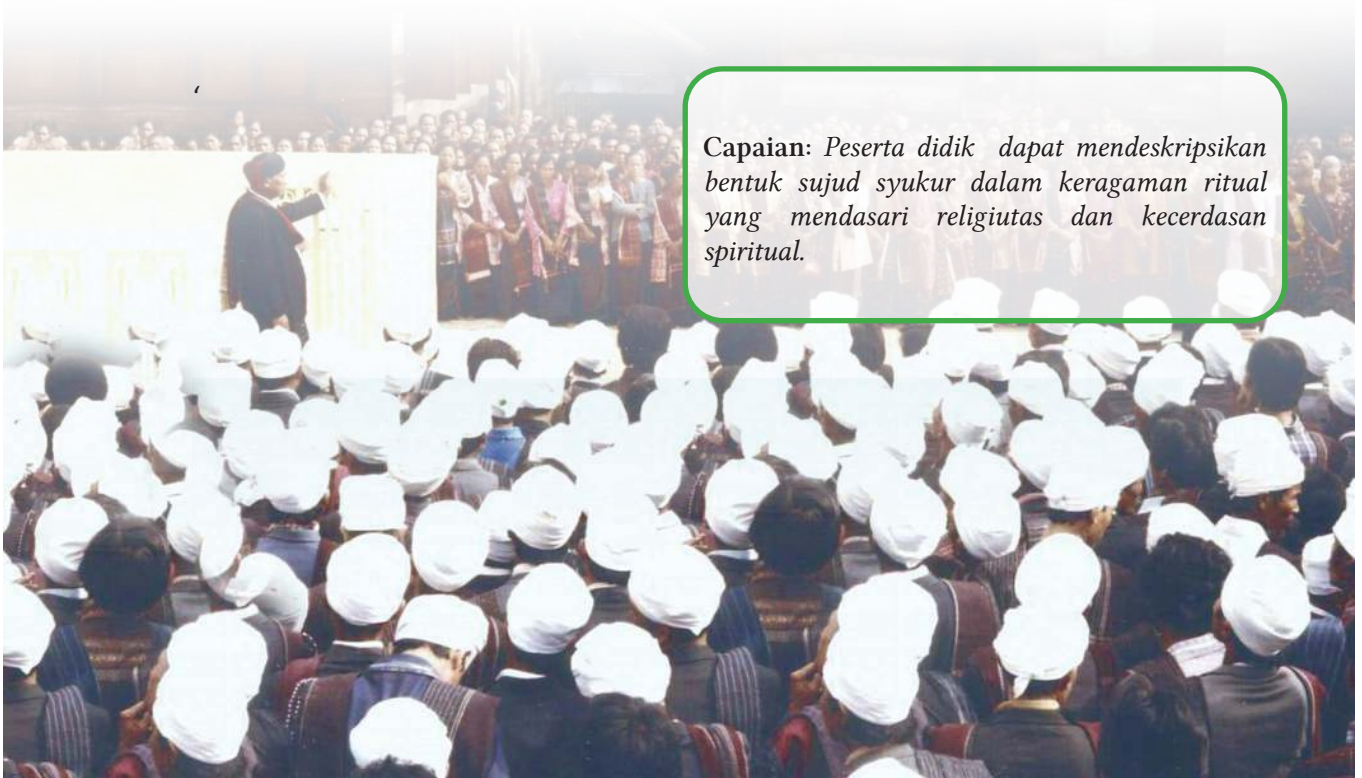 ‘
Capaian: Peserta didik dapat mendeskripsikan
bentuk sujud syukur dalam keragaman ritual
yang mendasari religiutas dan kecerdasan
spiritual.